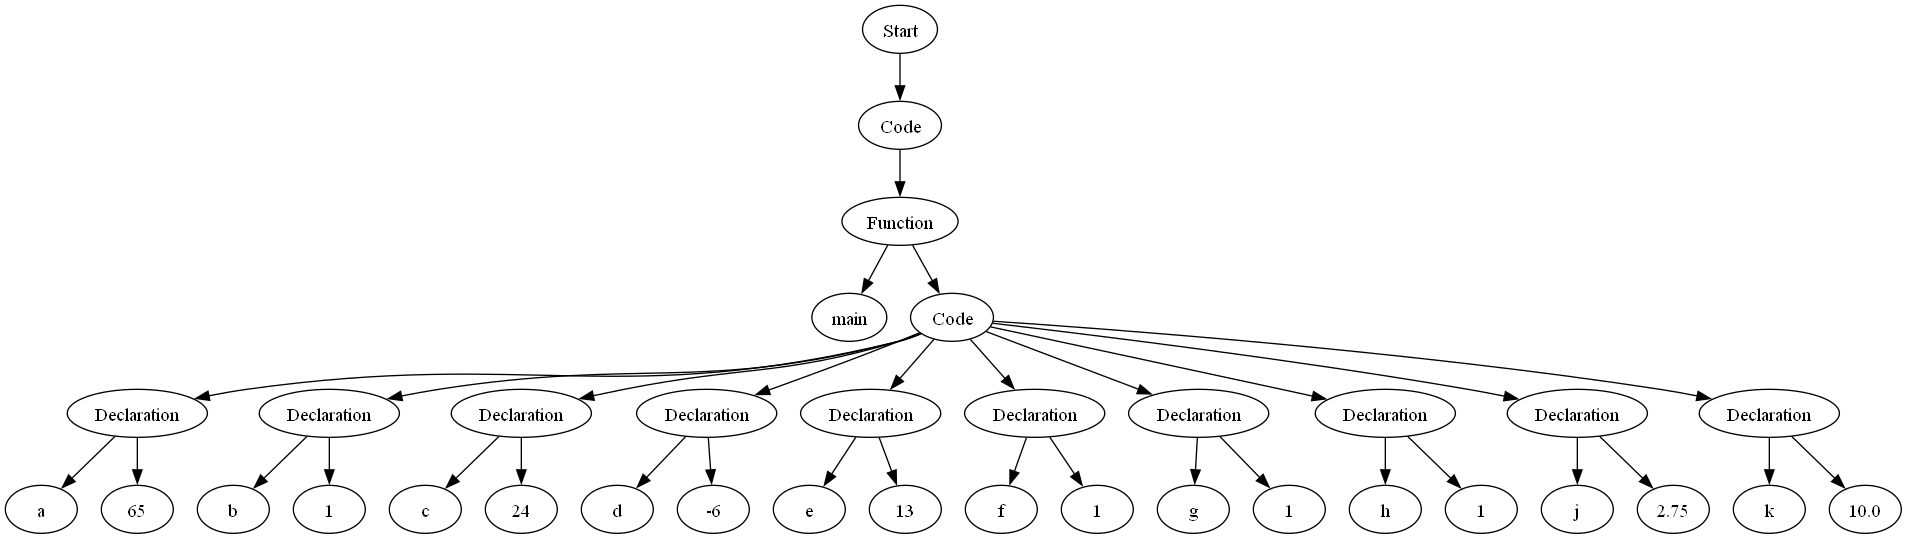 Start
Code
Function
main Code
Declaration Declaration Declaration Declaration Declaration Declaration Declaration Declaration Declaration Declaration
a 65 b 1 c 24 d -6 e 13 f 1 g 1 h 1 j 2.75 k 10.0